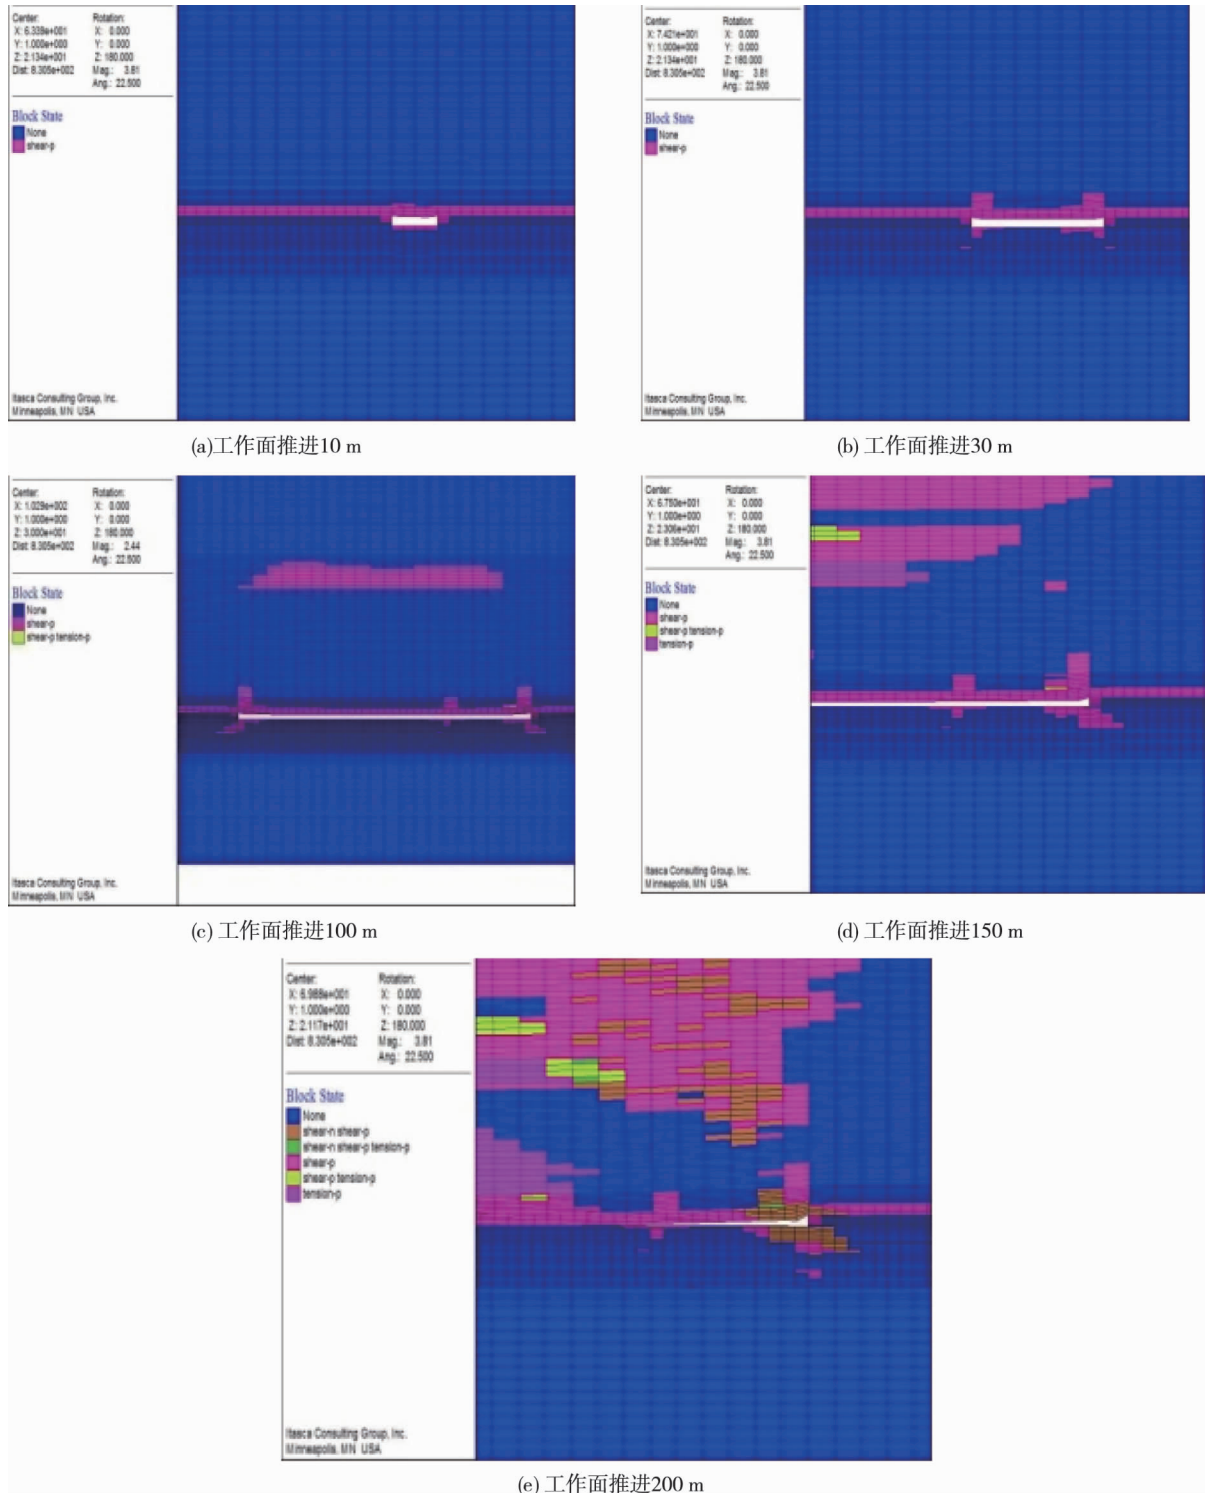 Center:
Rotation:
X: 6.338e+001
X: 0.000
Y: 1.000e+000
Y: 0.000
Z: 2.134e+001
Z: 180.000
Dist: 8.305e+002
Mag.: 3.81
Ang.: 22.500
Block State
None
shear-p
Itasca Consulting Group, Inc.
Minneapolis, MN USA
(a)工作面推进10 m
Center:
Rotation:
X: 7.421e+001
X: 0.000
Y: 1.000e+000
Y: 0.000
Z: 2.134e+001
Z: 180.000
Dist: 8.305e+002
Mag.: 3.81
Ang.: 22.500
Block State
None
shear-p
Itasca Consulting Group, Inc.
Minneapolis, MN USA
(b) 工作面推进30 m
Center:
Rotation:
X: 1.029e+002
X: 0.000
Y: 1.000e+000
Y: 0.000
Z: 3.000e+001
Z: 180.000
Dist: 8.305e+002
Mag.: 2.44
Ang.: 22.500
Block State
None
shear-p
shear-p tension-p
Itasca Consulting Group, Inc.
Minneapolis, MN USA
(c) 工作面推进100 m
Center:
Rotation:
X: 6.750e+001
X: 0.000
Y: 1.000e+000
Y: 0.000
Z: 2.306e+001
Z: 180.000
Dist: 8.305e+002
Mag.: 3.81
Ang.: 22.500
Block State
None
shear-p
shear-p tension-p
tension-p
Itasca Consulting Group, Inc.
Minneapolis, MN USA
(d) 工作面推进150 m
Center:
Rotation:
X: 6.988e+001
X: 0.000
Y: 1.000e+000
Y: 0.000
Z: 2.117e+001
Z: 180.000
Dist: 8.305e+002
Mag.: 3.81
Ang.: 22.500
Block State
None
shear-n shear-p
shear-n shear-p tension-p
shear-p
shear-p tension-p
tension-p
Itasca Consulting Group, Inc.
Minneapolis, MN USA
(e) 工作面推进200 m